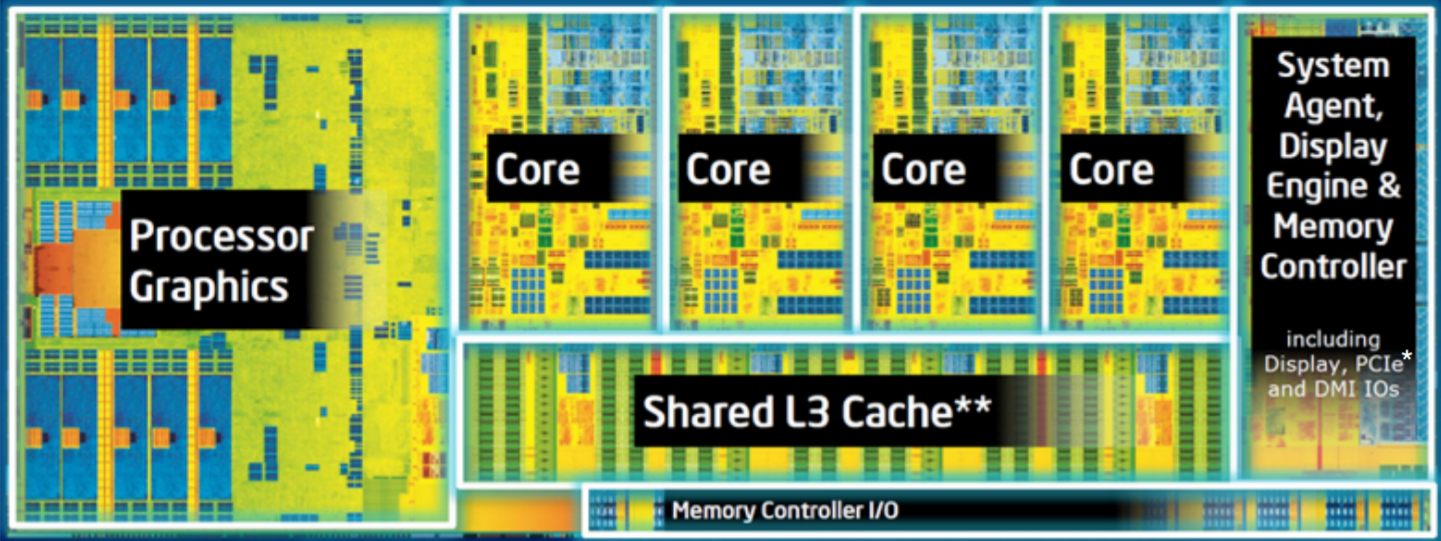 Processor
Graphics
Core
Core
Core
Core
System
Agent,
Display
Engine &
Memory
Controller
including
Display, PCIe*
and DMI IOs
Shared L3 Cache**
Memory Controller I/O